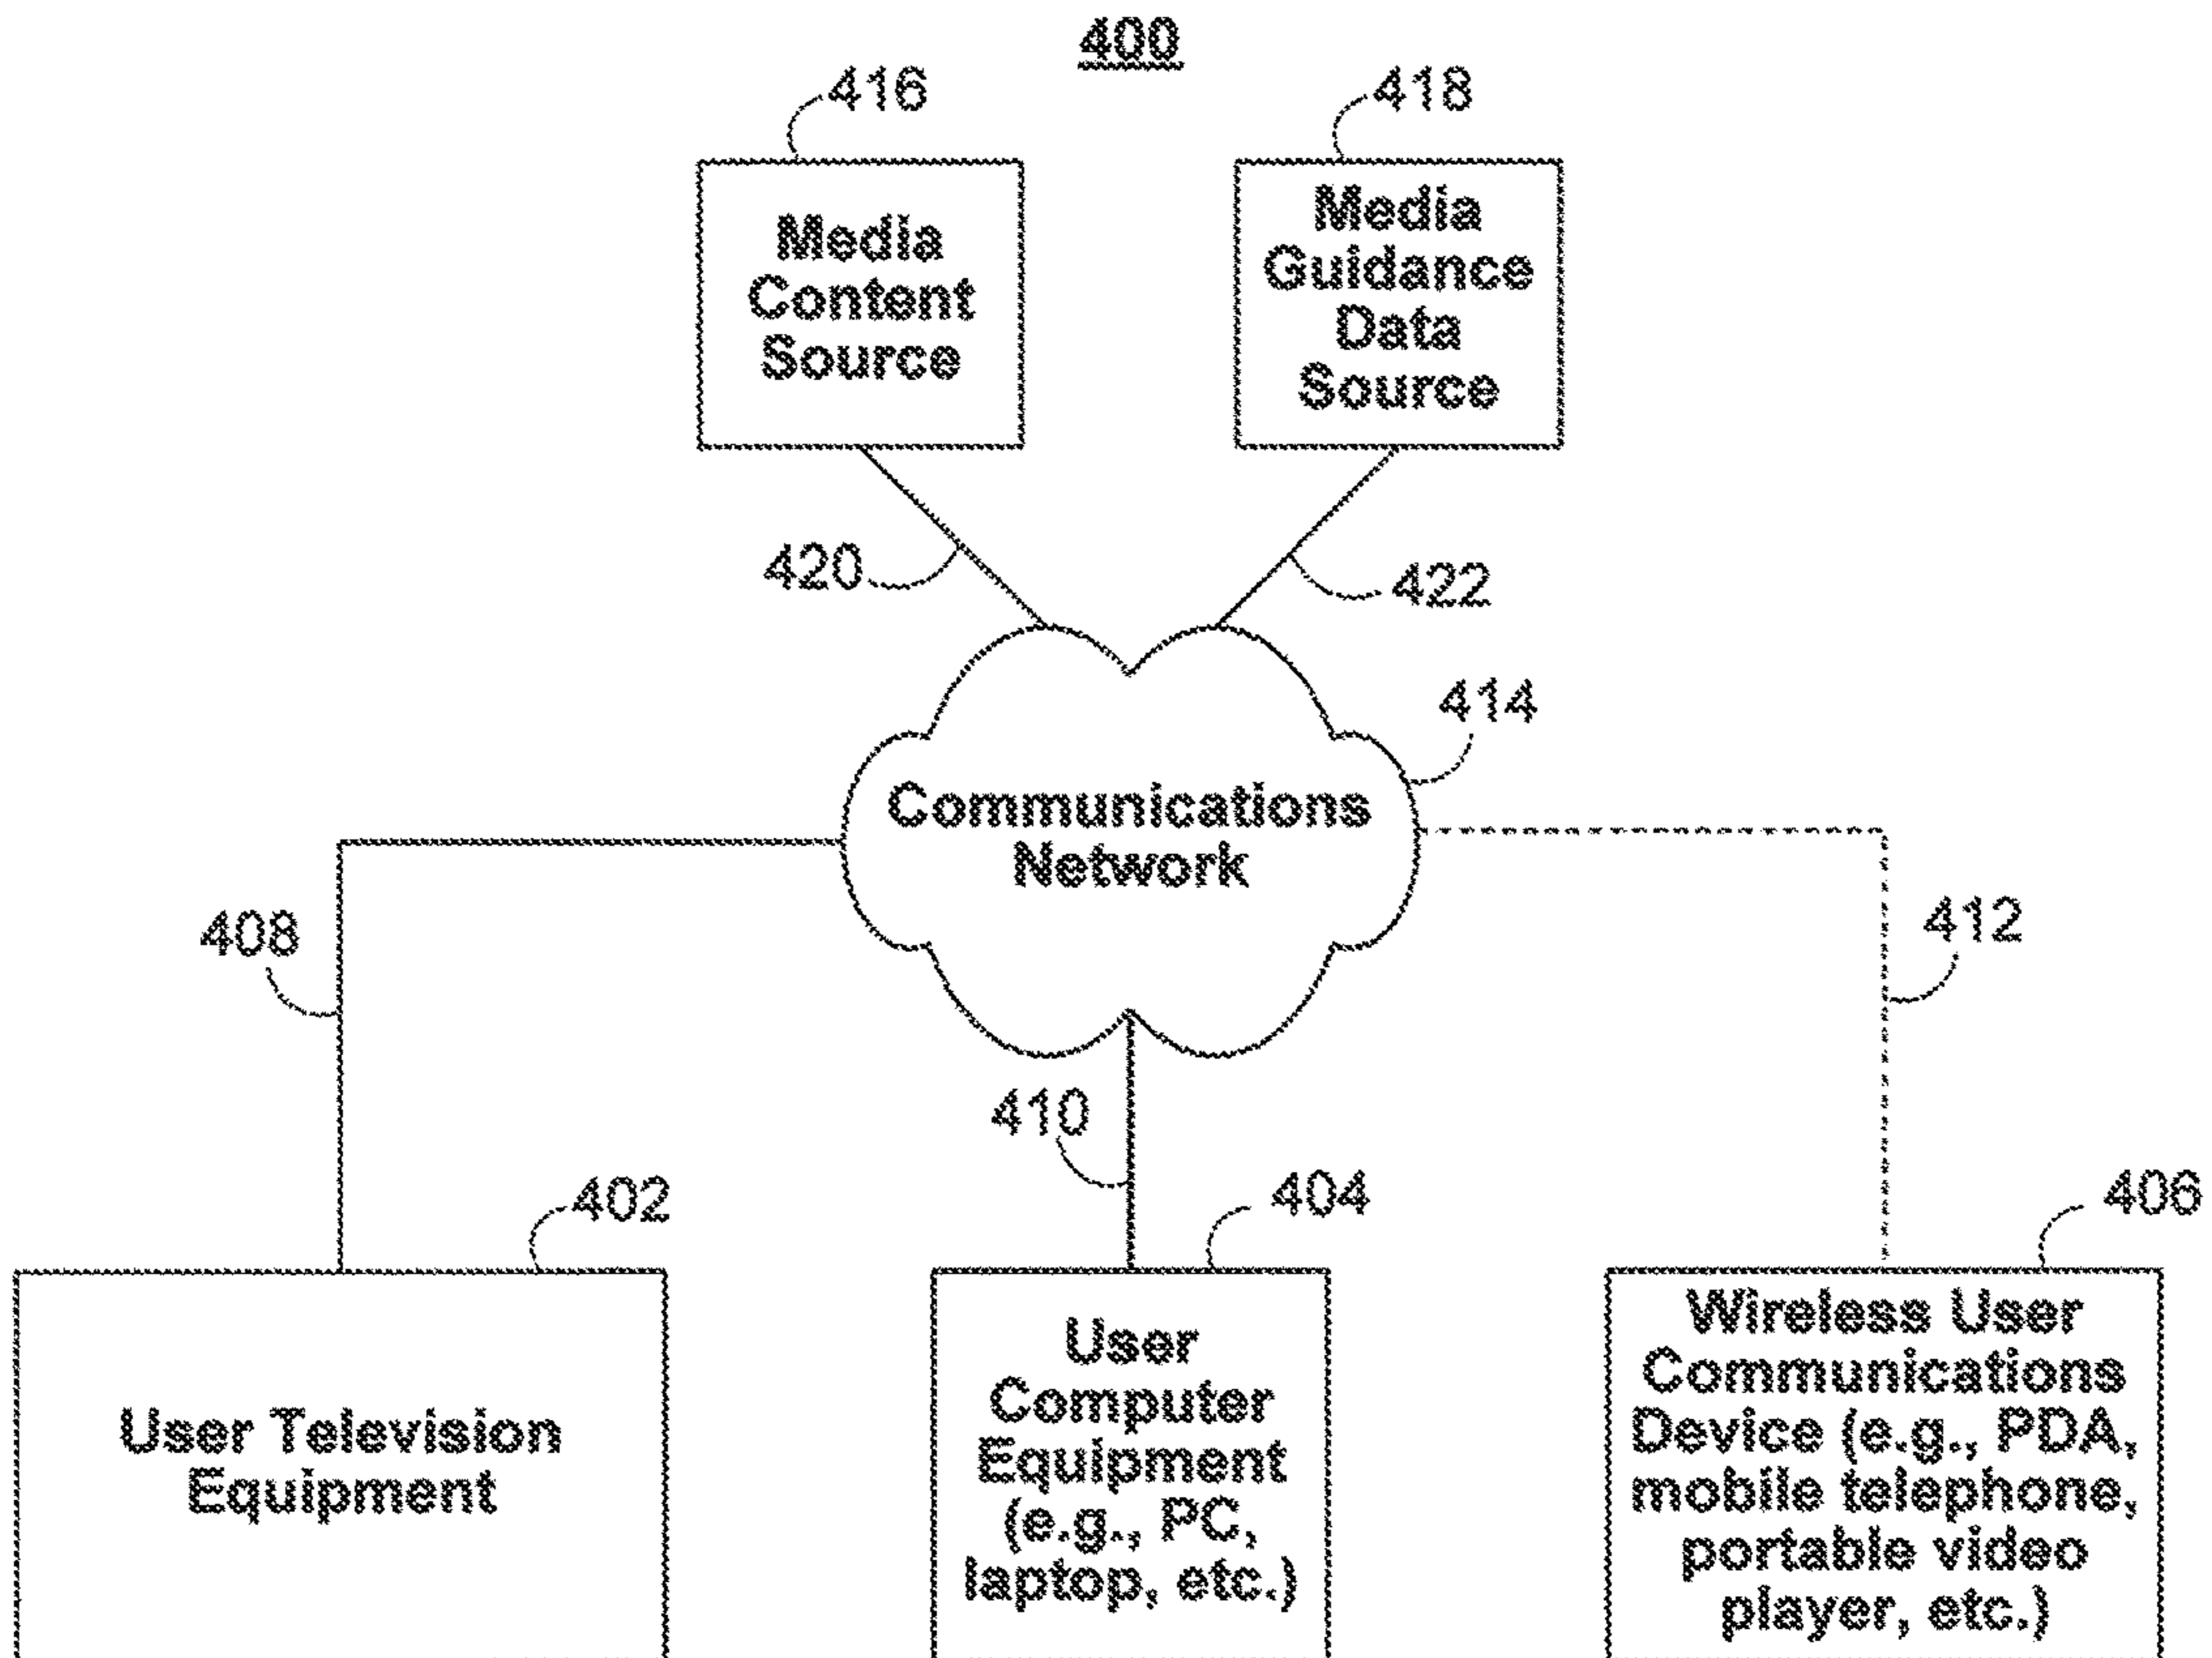 400
416
418
Media
Content
Source
Media
Guidance
Data
Source
420
422
414
Communications
Network
408
412
410
402
404
406
User Television
Equipment
User
Computer
Equipment
(e.g., PC,
laptop, etc.)
Wireless User
Communications
Device (e.g., PDA,
mobile telephone,
portable video
player, etc.)